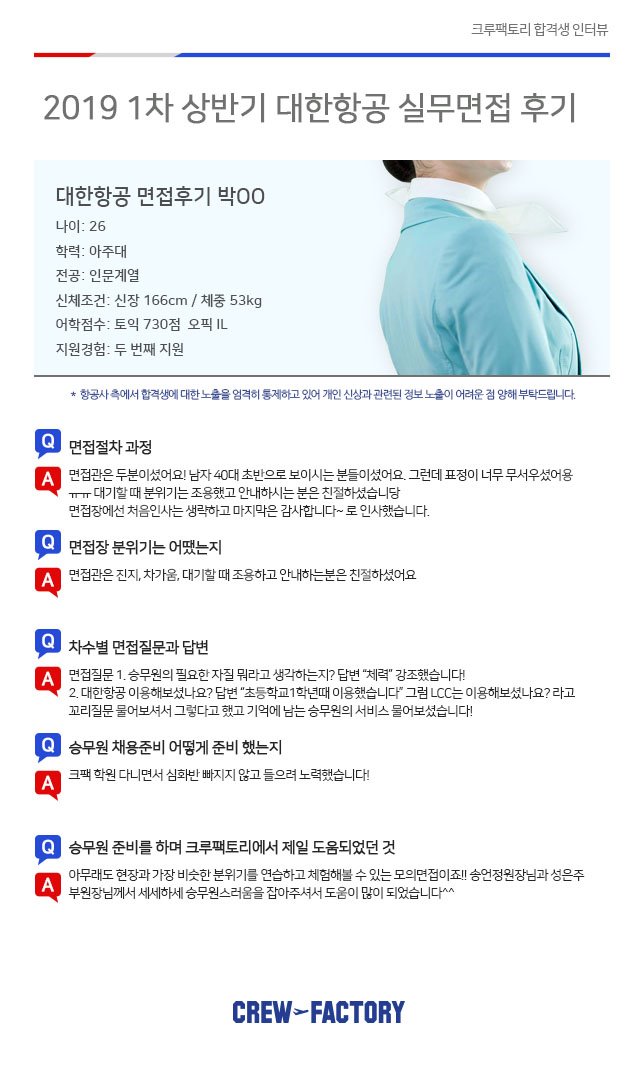 크루팩토리 합격생 인터뷰
2019 1차 상반기 대한항공 실무면접 후기
대한항공 면접후기 박OO
나이: 26
학력: 아주대
전공: 인문계열
신체조건: 신장 166cm / 체중 53kg
어학점수: 토익 730점 오픽 IL
지원경험: 두 번째 지원
* 항공사 측에서 합격생에 대한 노출을 엄격히 통제하고 있어 개인 신상과 관련된 정보 노출이 어려운 점 양해 부탁드립니다.
Q 면접절차 과정
A 면접관은 두분이셨어요! 남자 40대 초반으로 보이시는 분들이셨어요. 그런데 표정이 너무 무서우셨어용
ㅠㅠ 대기할 때 분위기는 조용했고 안내하시는 분은 친절하셨습니당
면접장에선 처음인사는 생략하고 마지막은 감사합니다~ 로 인사했습니다.
Q 면접장 분위기는 어땠는지
A 면접관은 진지, 차가움, 대기할 때 조용하고 안내하는분은 친절하셨어요
Q 차수별 면접질문과 답변
A 면접질문 1. 승무원의 필요한 자질 뭐라고 생각하는지? 답변 “체력” 강조했습니다!
2. 대한항공 이용해보셨나요? 답변 “초등학교1학년때 이용했습니다” 그럼 LCC는 이용해보셨나요? 라고
꼬리질문 물어보셔서 그렇다고 했고 기억에 남는 승무원의 서비스 물어보셨습니다!
Q 승무원 채용준비 어떻게 준비 했는지
A 크팩 학원 다니면서 심화반 빠지지 않고 들으려 노력했습니다!
Q 승무원 준비를 하며 크루팩토리에서 제일 도움되었던 것
A 아무래도 현장과 가장 비슷한 분위기를 연습하고 체험해볼 수 있는 모의면접이죠!! 송언정원장님과 성은주
부원장님께서 세세하세 승무원스러움을 잡아주셔서 도움이 많이 되었습니다^^
CREW FACTORY